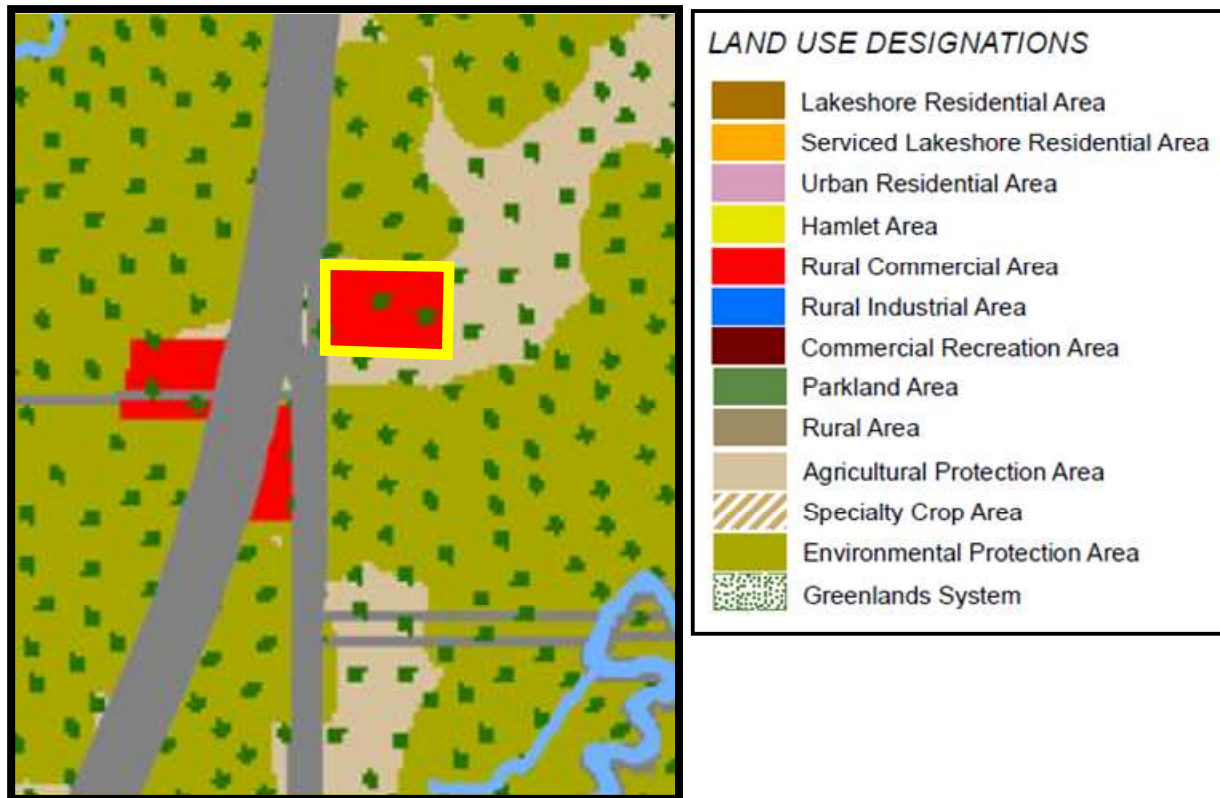 LAND USE DESIGNATIONS
Lakeshore Residential Area
Serviced Lakeshore Residential Area
Urban Residential Area
Hamlet Area
Rural Commercial Area
Rural Industrial Area
Commercial Recreation Area
Parkland Area
Rural Area
Agricultural Protection Area
Specialty Crop Area
Environmental Protection Area
Greenlands System